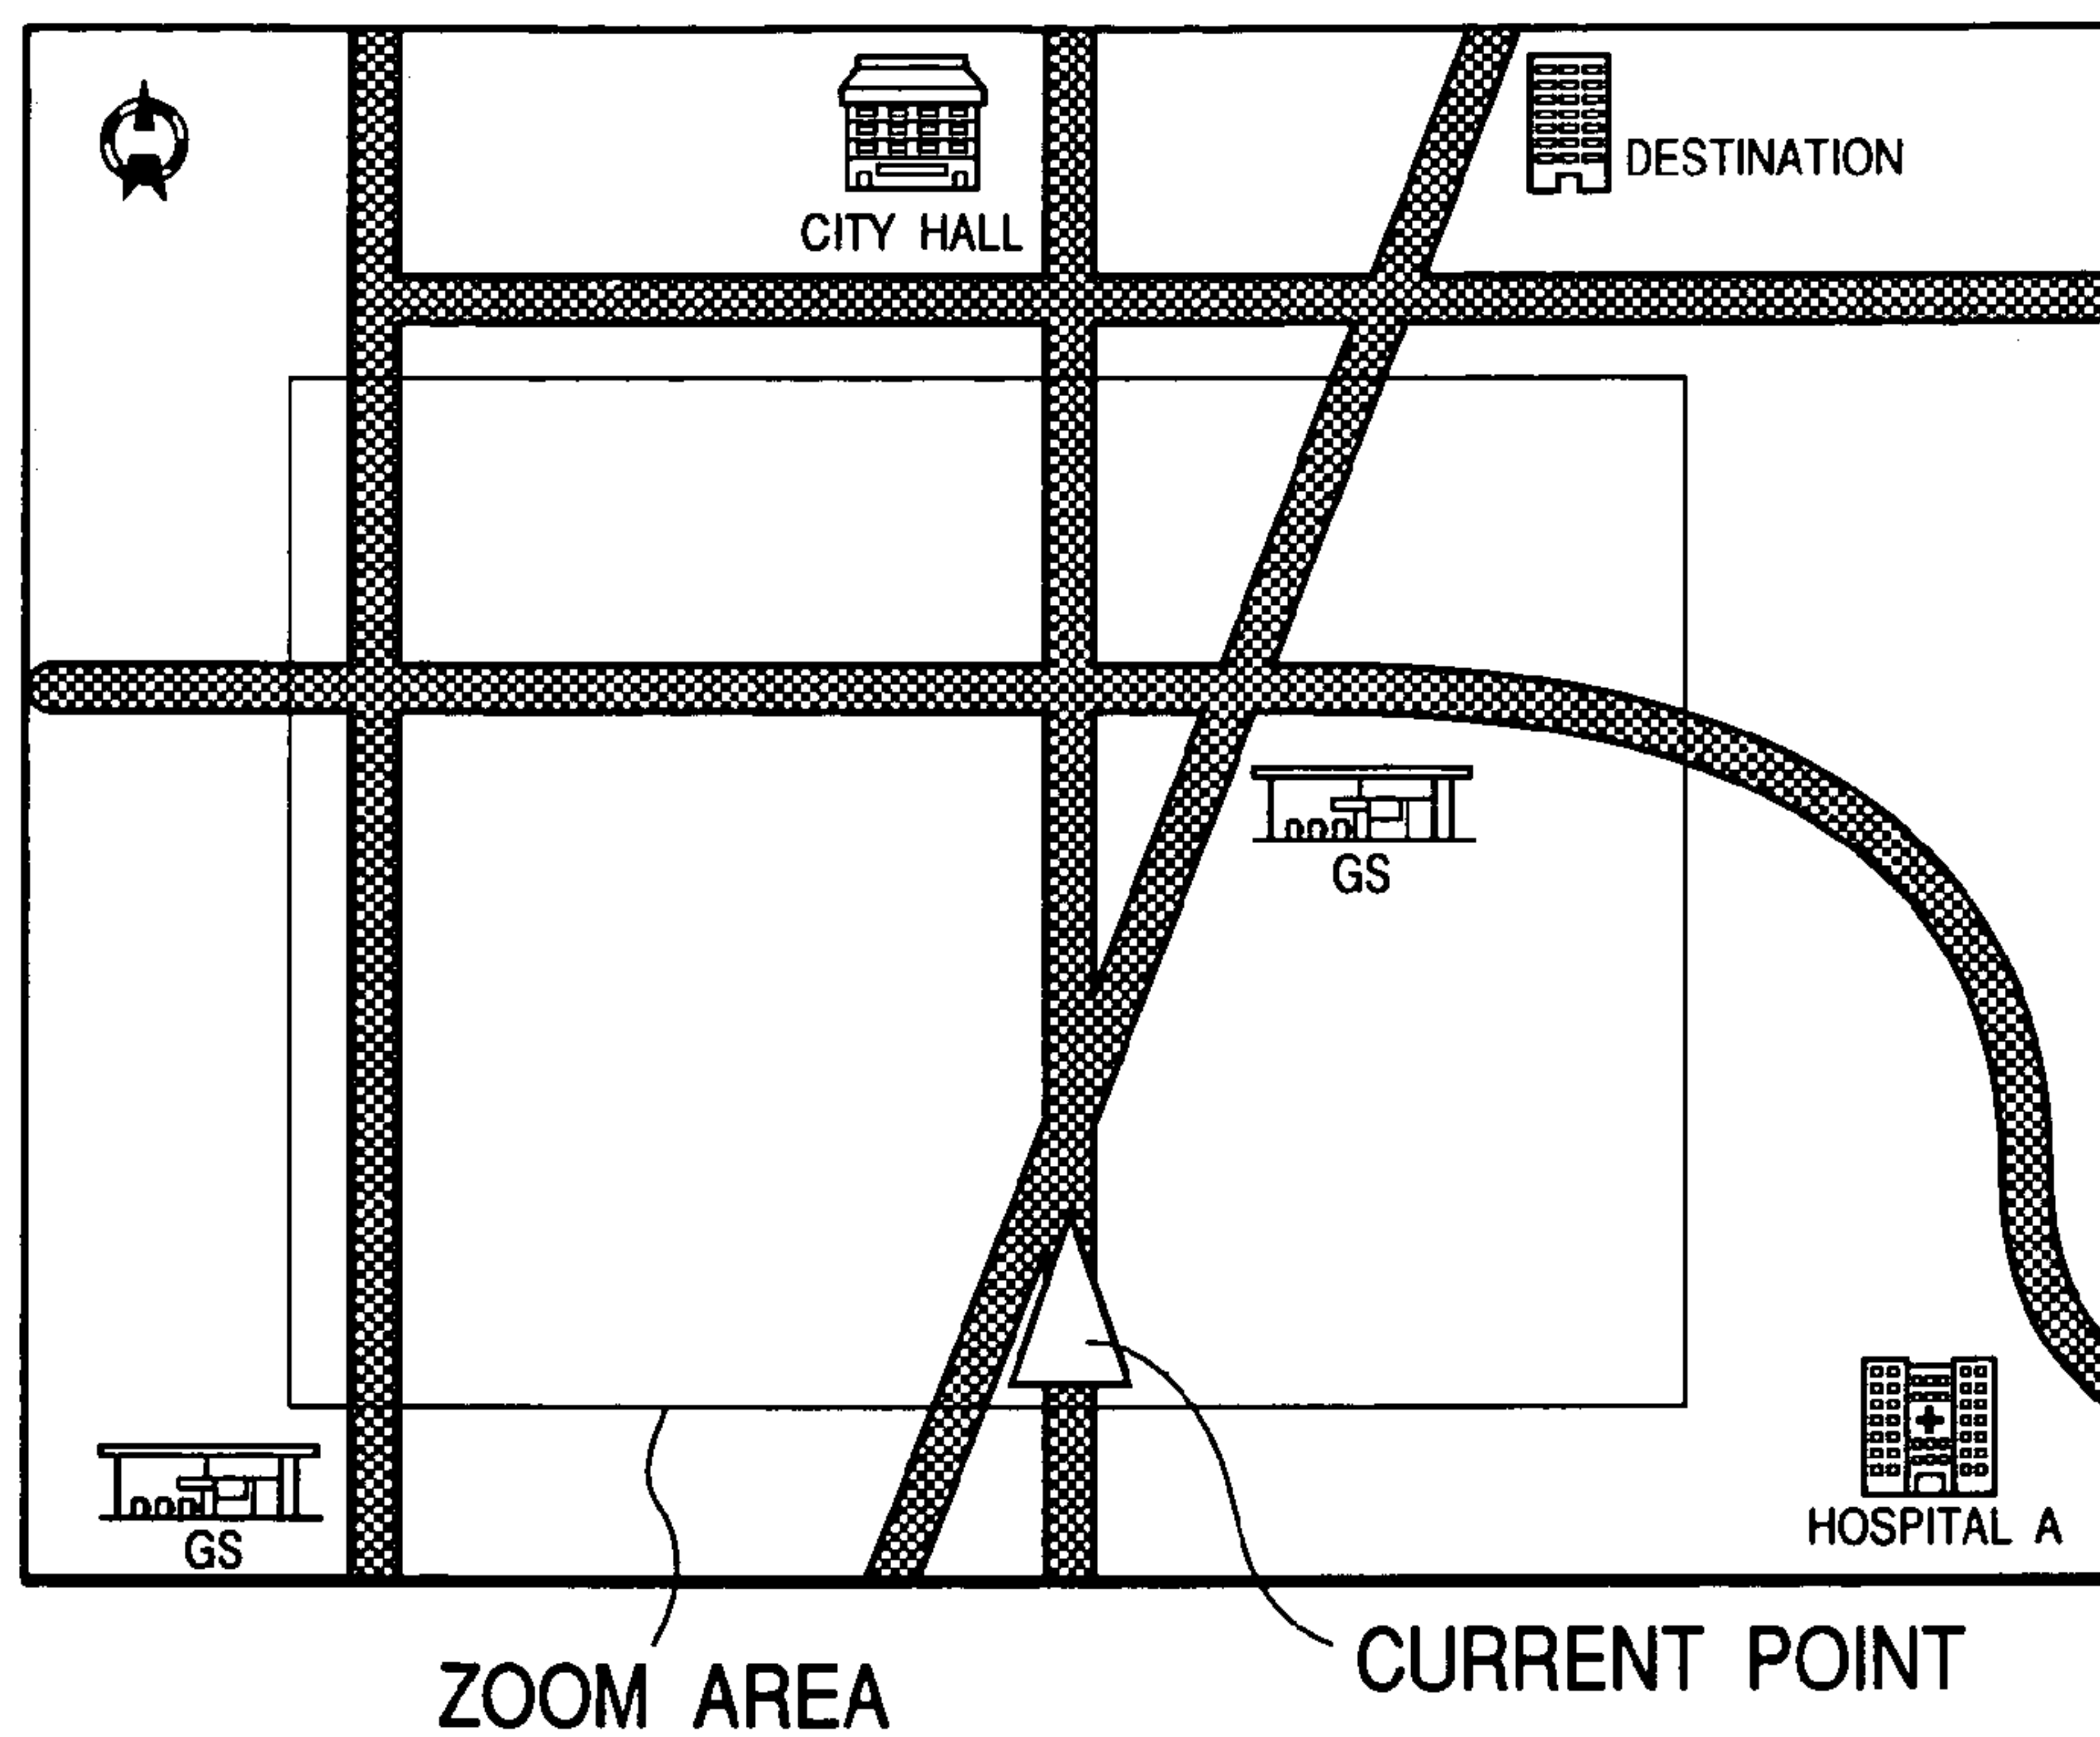 DESTINATION
CITY HALL
GS
GS
HOSPITAL A
CURRENT POINT
ZOOM AREA